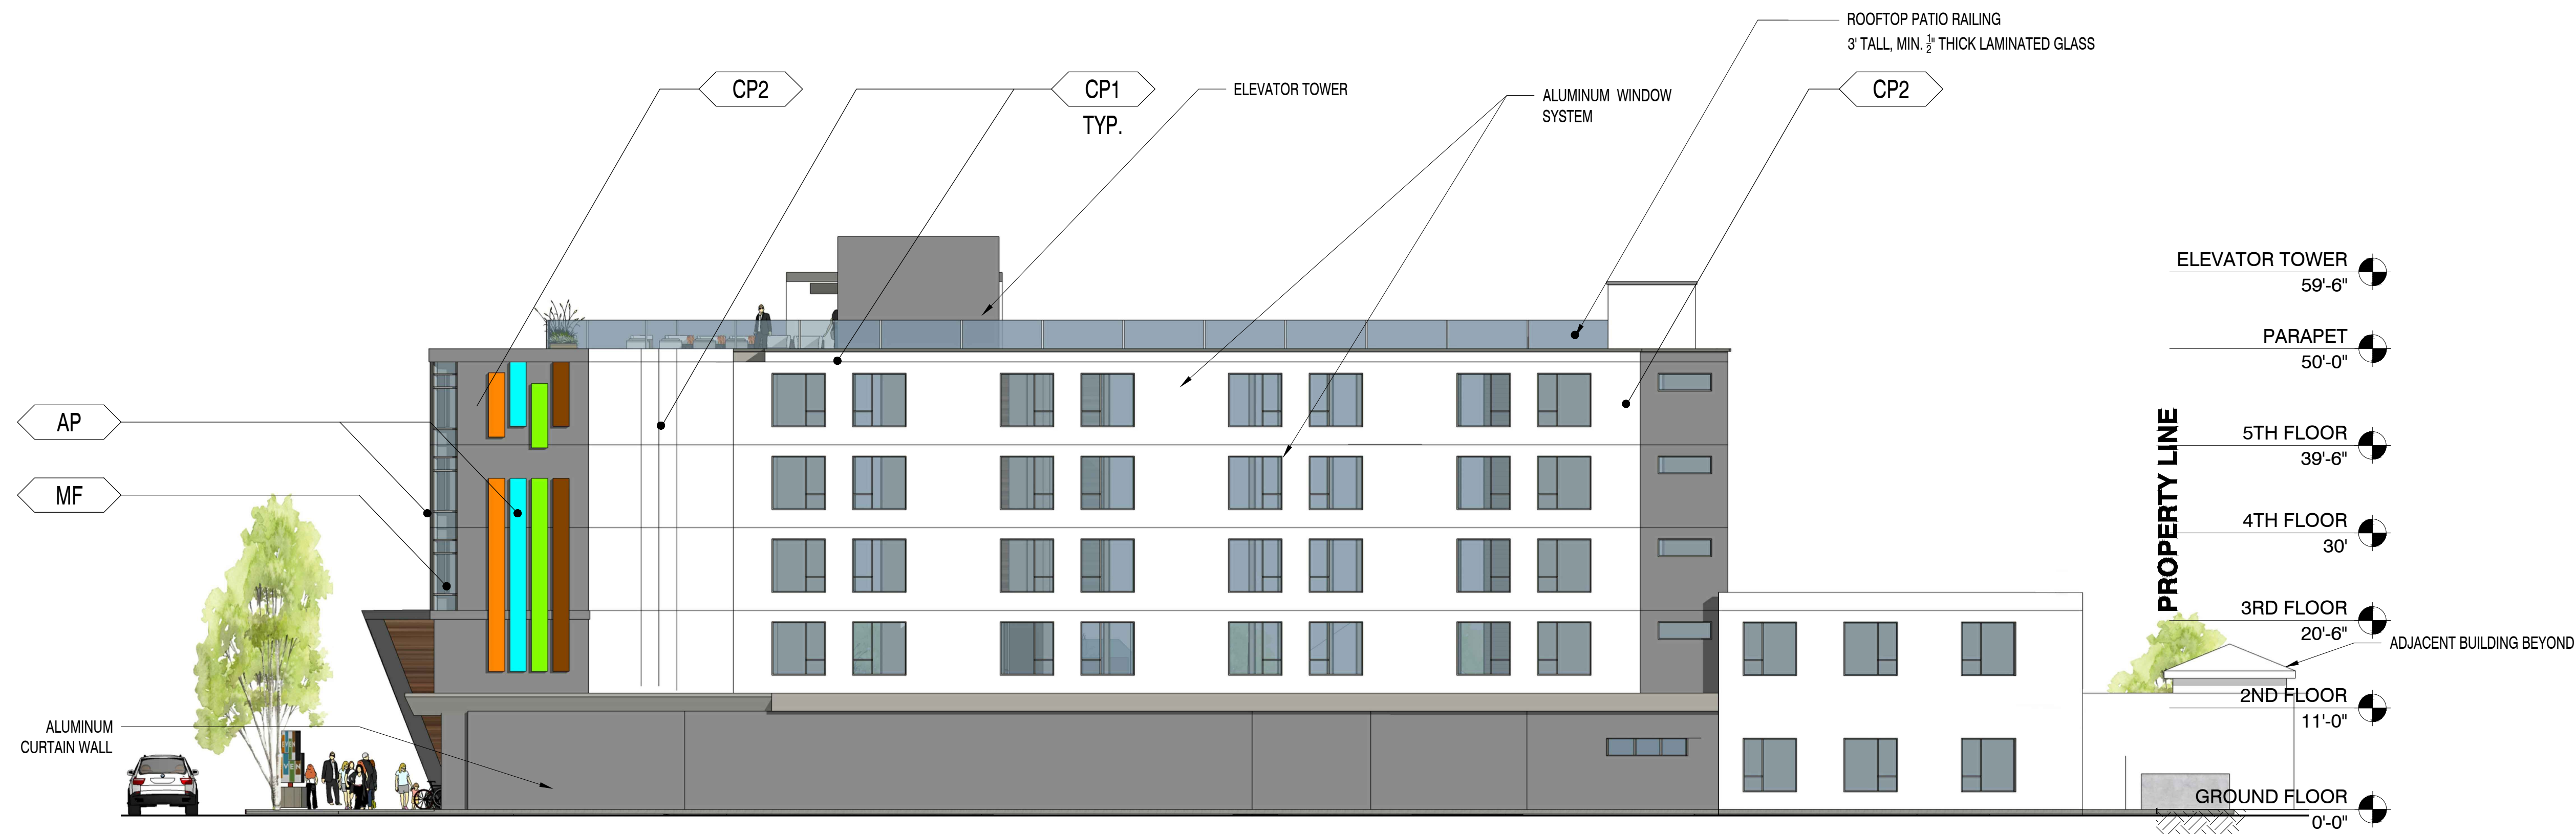 ROOFTOP PATIO RAILING
3' TALL, MIN. 1/2" THICK LAMINATED GLASS
CP2
CP1
TYP.
ELEVATOR TOWER
ALUMINUM WINDOW
SYSTEM
CP2
ELEVATOR TOWER
59'-6"
PARAPET
50'-0"
AP
MF
PROPERTY LINE
5TH FLOOR
39'-6"
4TH FLOOR
30'
3RD FLOOR
20'-6"
ADJACENT BUILDING BEYOND
2ND FLOOR
11'-0"
ALUMINUM
CURTAIN WALL
GROUND FLOOR
0'-0"